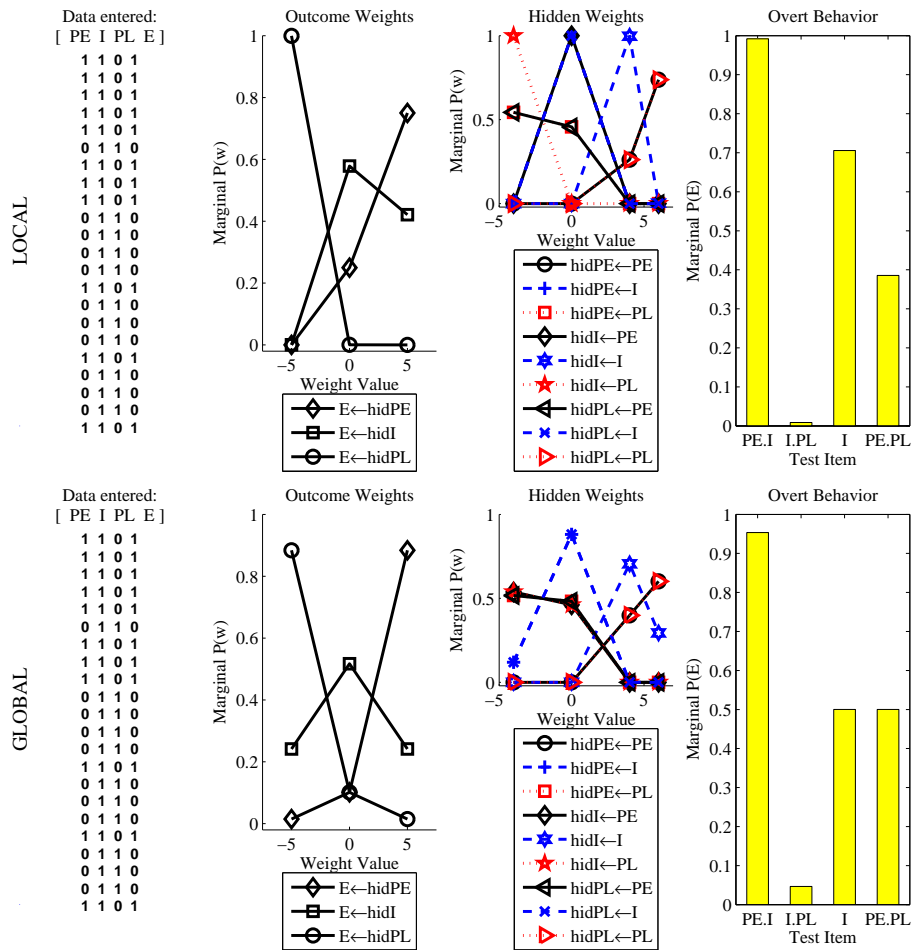 LOCAL
Data entered:
[ PE I PL E ]
1 1 0 1
1 1 0 1
1 1 0 1
1 1 0 1
1 1 0 1
0 1 1 0
1 1 0 1
1 1 0 1
1 1 0 1
0 1 1 0
0 1 1 0
0 1 1 0
0 1 1 0
1 1 0 1
0 1 1 0
0 1 1 0
0 1 1 0
1 1 0 1
0 1 1 0
0 1 1 0
0 1 1 0
1 1 0 1
Outcome Weights
Marginal P(w)
1
0.8
0.6
0.4
0.2
0
−5 0 5
Weight Value
E←hidPE
E←hidI
E←hidPL
Hidden Weights
Marginal P(w)
1
0.5
0
−5 0 5
Weight Value
hidPE←PE
hidPE←I
hidPE←PL
hidI←PE
hidI←I
hidI←PL
hidPL←PE
hidPL←I
hidPL←PL
Overt Behavior
Marginal P(E)
1
0.9
0.8
0.7
0.6
0.5
0.4
0.3
0.2
0.1
0
PE.I I.PL I PE.PL
Test Item
GLOBAL
Data entered:
[ PE I PL E ]
1 1 0 1
1 1 0 1
1 1 0 1
1 1 0 1
1 1 0 1
0 1 1 0
1 1 0 1
1 1 0 1
1 1 0 1
0 1 1 0
0 1 1 0
0 1 1 0
0 1 1 0
1 1 0 1
0 1 1 0
0 1 1 0
0 1 1 0
1 1 0 1
0 1 1 0
0 1 1 0
0 1 1 0
1 1 0 1
Outcome Weights
Marginal P(w)
1
0.8
0.6
0.4
0.2
0
−5 0 5
Weight Value
E←hidPE
E←hidI
E←hidPL
Hidden Weights
Marginal P(w)
1
0.5
0
−5 0 5
Weight Value
hidPE←PE
hidPE←I
hidPE←PL
hidI←PE
hidI←I
hidI←PL
hidPL←PE
hidPL←I
hidPL←PL
Overt Behavior
Marginal P(E)
1
0.9
0.8
0.7
0.6
0.5
0.4
0.3
0.2
0.1
0
PE.I I.PL I PE.PL
Test Item